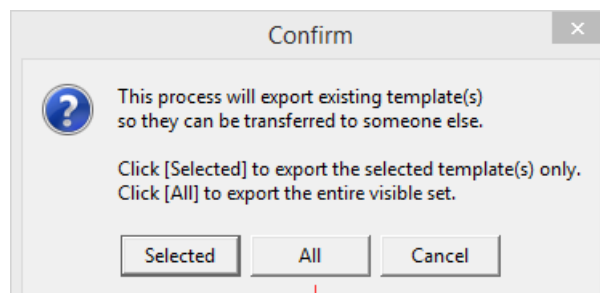 Confirm
This process will export existing template(s)
so they can be transferred to someone else.
Click [Selected] to export the selected template(s) only.
Click [All] to export the entire visible set.
Selected All Cancel